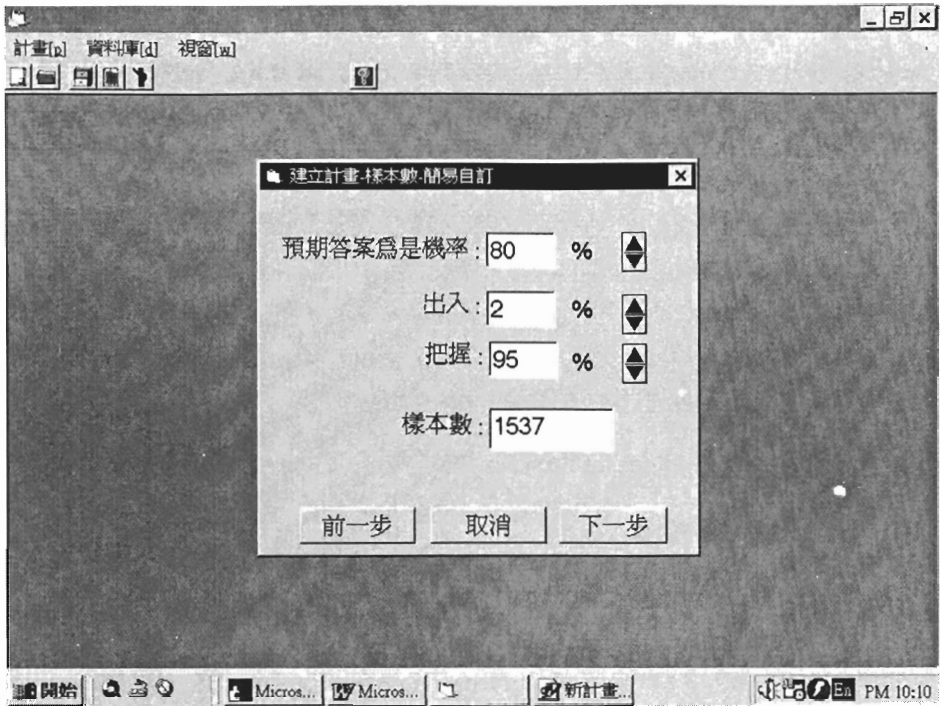 計畫[p] 資料庫[d] 視窗[w]
建立計畫-樣本數-簡易自訂
預期答案爲是機率: 80 %
出入: 2 %
把握: 95 %
樣本數: 1537
前一步 取消 下一步
開始 Micros... Micros... 新計畫... En PM 10:10